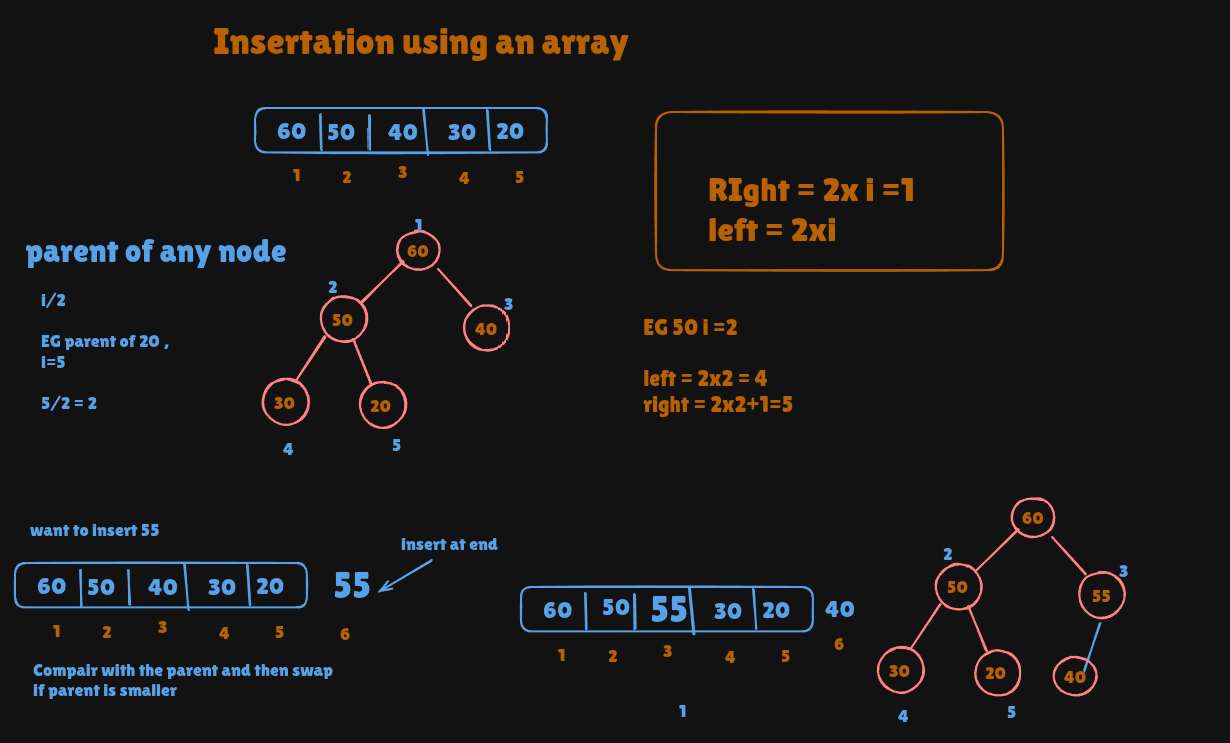 Insertation using an array
60 50 40 30 20
1 2 3 4 5
RIght = 2x i =1
left = 2xi
parent of any node
i/2
EG parent of 20 ,
i=5
5/2 = 2
1
60
2
50
3
40
30
20
4
5
EG 50 i =2
left = 2x2 = 4
right = 2x2+1=5
want to insert 55
insert at end
60 50 40 30 20 55
1 2 3 4 5 6
Compair with the parent and then swap
if parent is smaller
60 50 55 30 20 40
1 2 3 4 5 6
1
60
2
50
3
55
30
20
40
4
5